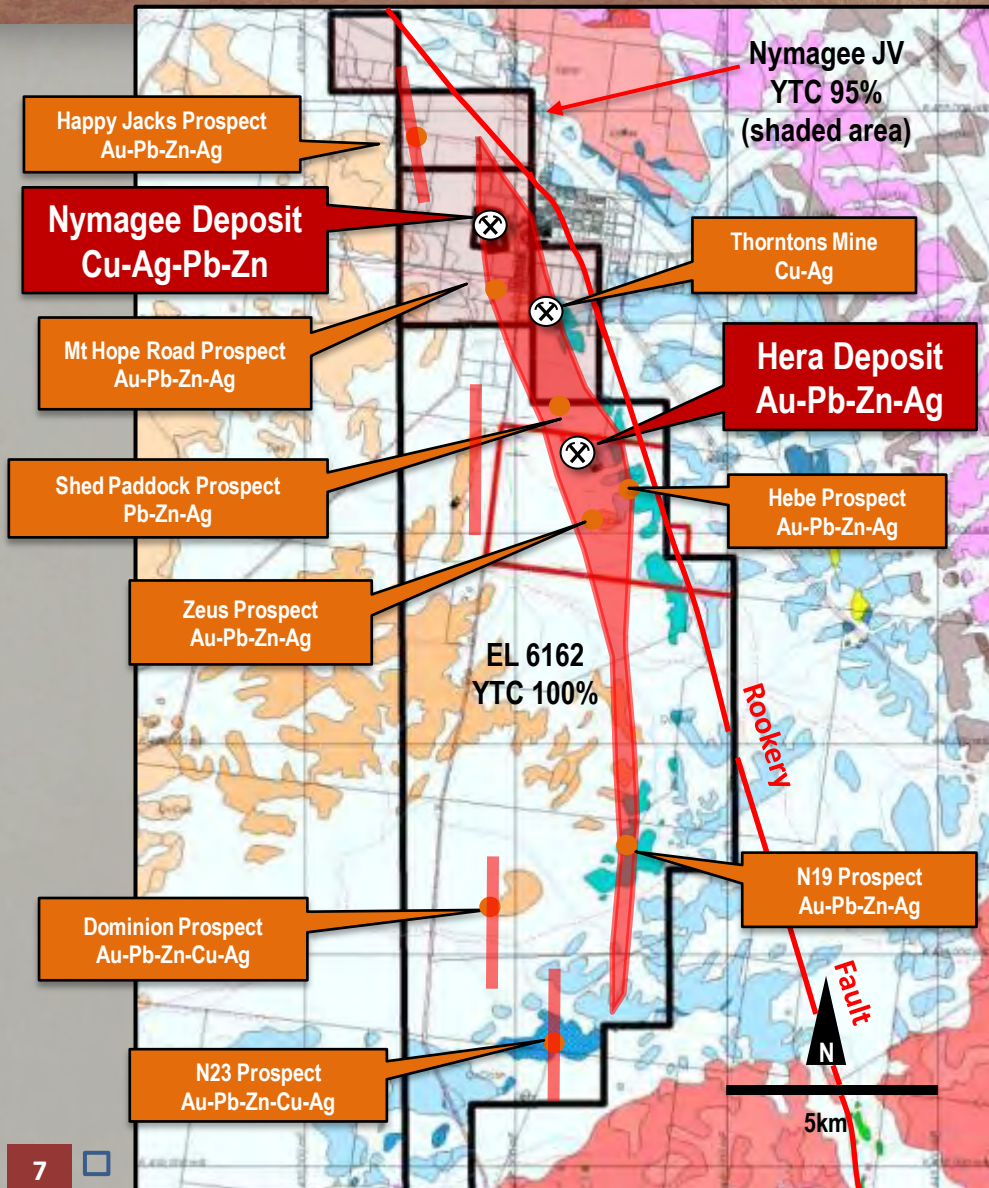 Nymagee JV
YTC 95%
(shaded area)
Happy Jacks Prospect
Au-Pb-Zn-Ag
Nymagee Deposit
Cu-Ag-Pb-Zn
Thorntons Mine
Cu-Ag
Mt Hope Road Prospect
Au-Pb-Zn-Ag
Hera Deposit
Au-Pb-Zn-Ag
Shed Paddock Prospect
Pb-Zn-Ag
Hebe Prospect
Au-Pb-Zn-Ag
Zeus Prospect
Au-Pb-Zn-Ag
EL 6162
YTC 100%
Rookery
Fault
N19 Prospect
Au-Pb-Zn-Ag
Dominion Prospect
Au-Pb-Zn-Cu-Ag
N23 Prospect
Au-Pb-Zn-Cu-Ag
N
5km
7